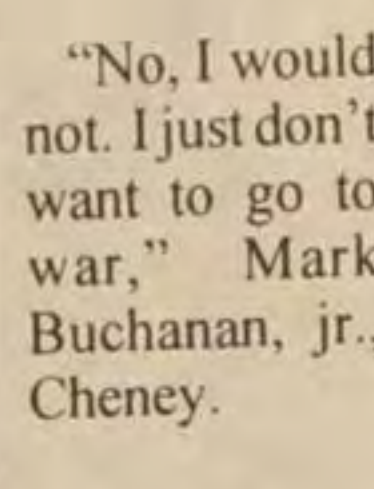 “No, I would
not. I just don’t
want to go to
war,” Mark
Buchanan, jr.,
Cheney.